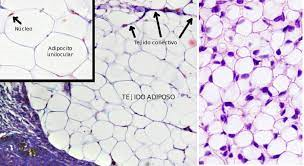 Núcleo
Adipocito
unilocular
Tejido conectivo
TEJIDO ADIPOSO